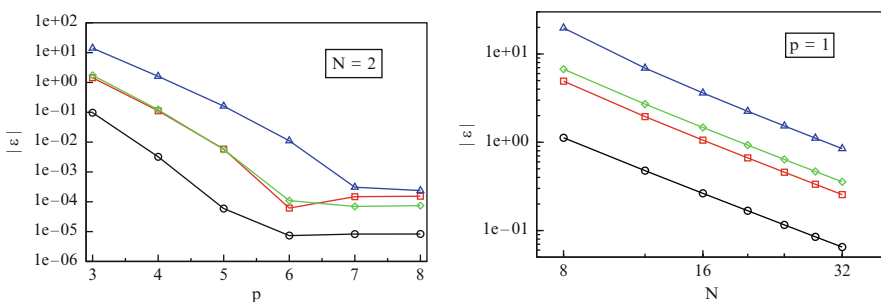 1e+02
1e+01
1e+00
1e−01
1e−02
1e−03
1e−04
1e−05
1e−06
| ε |
N = 2
3 4 5 6 7 8
p
1e+01
1e+00
1e−01
| ε |
p = 1
8 16 32
N